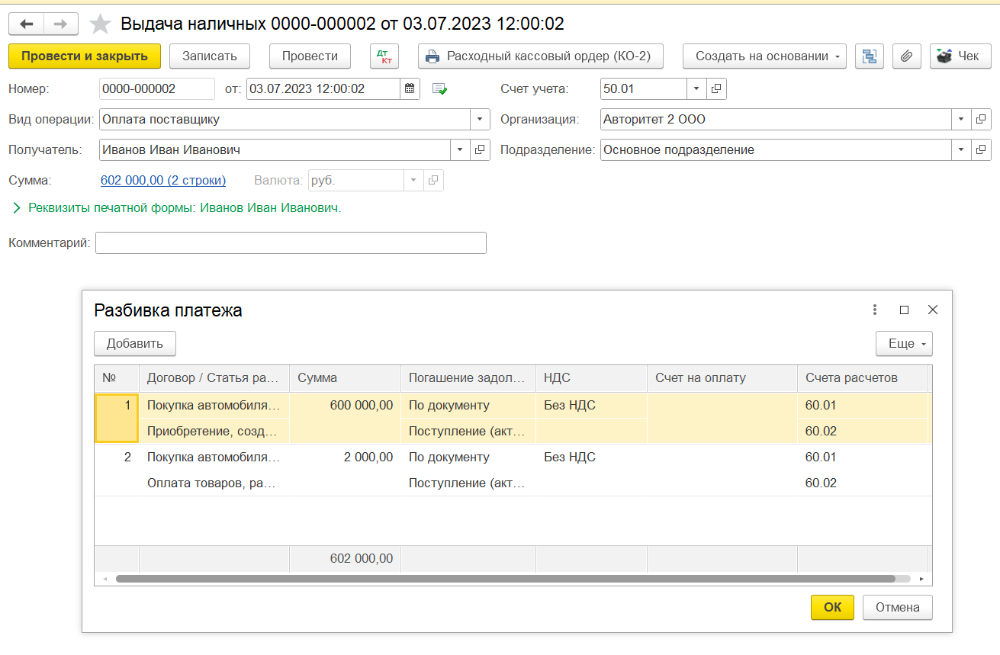 Выдача наличных 0000-000002 от 03.07.2023 12:00:02
Провести и закрыть Записать Провести Дт Кт Расходный кассовый ордер (КО-2) Создать на основании Чек
Номер: 0000-000002 от: 03.07.2023 12:00:02 Счет учета: 50.01
Вид операции: Оплата поставщику Организация: Авторитет 2 ООО
Получатель: Иванов Иван Иванович Подразделение: Основное подразделение
Сумма: 602 000,00 (2 строки) Валюта: руб.
Реквизиты печатной формы: Иванов Иван Иванович.
Комментарий:
Разбивка платежа
Добавить Еще
№ Договор / Статья ра... Сумма Погашение задол... НДС Счет на оплату Счета расчетов
1 Покупка автомобиля... 600 000,00 По документу Без НДС 60.01
Приобретение, созд... Поступление (акт... 60.02
2 Покупка автомобиля... 2 000,00 По документу Без НДС 60.01
Оплата товаров, ра... Поступление (акт... 60.02
602 000,00
ОК Отмена